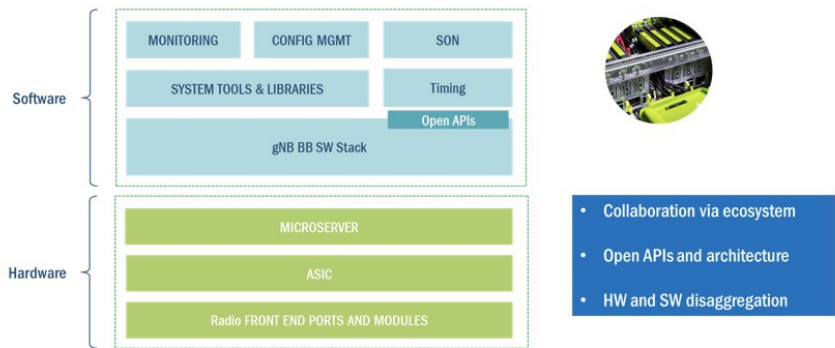 MONITORING
CONFIG MGMT
SON
Software
SYSTEM TOOLS & LIBRARIES
Timing
Open APIs
gNB BB SW Stack
Hardware
MICROSERVER
ASIC
Radio FRONT END PORTS AND MODULES
• Collaboration via ecosystem
• Open APIs and architecture
• HW and SW disaggregation